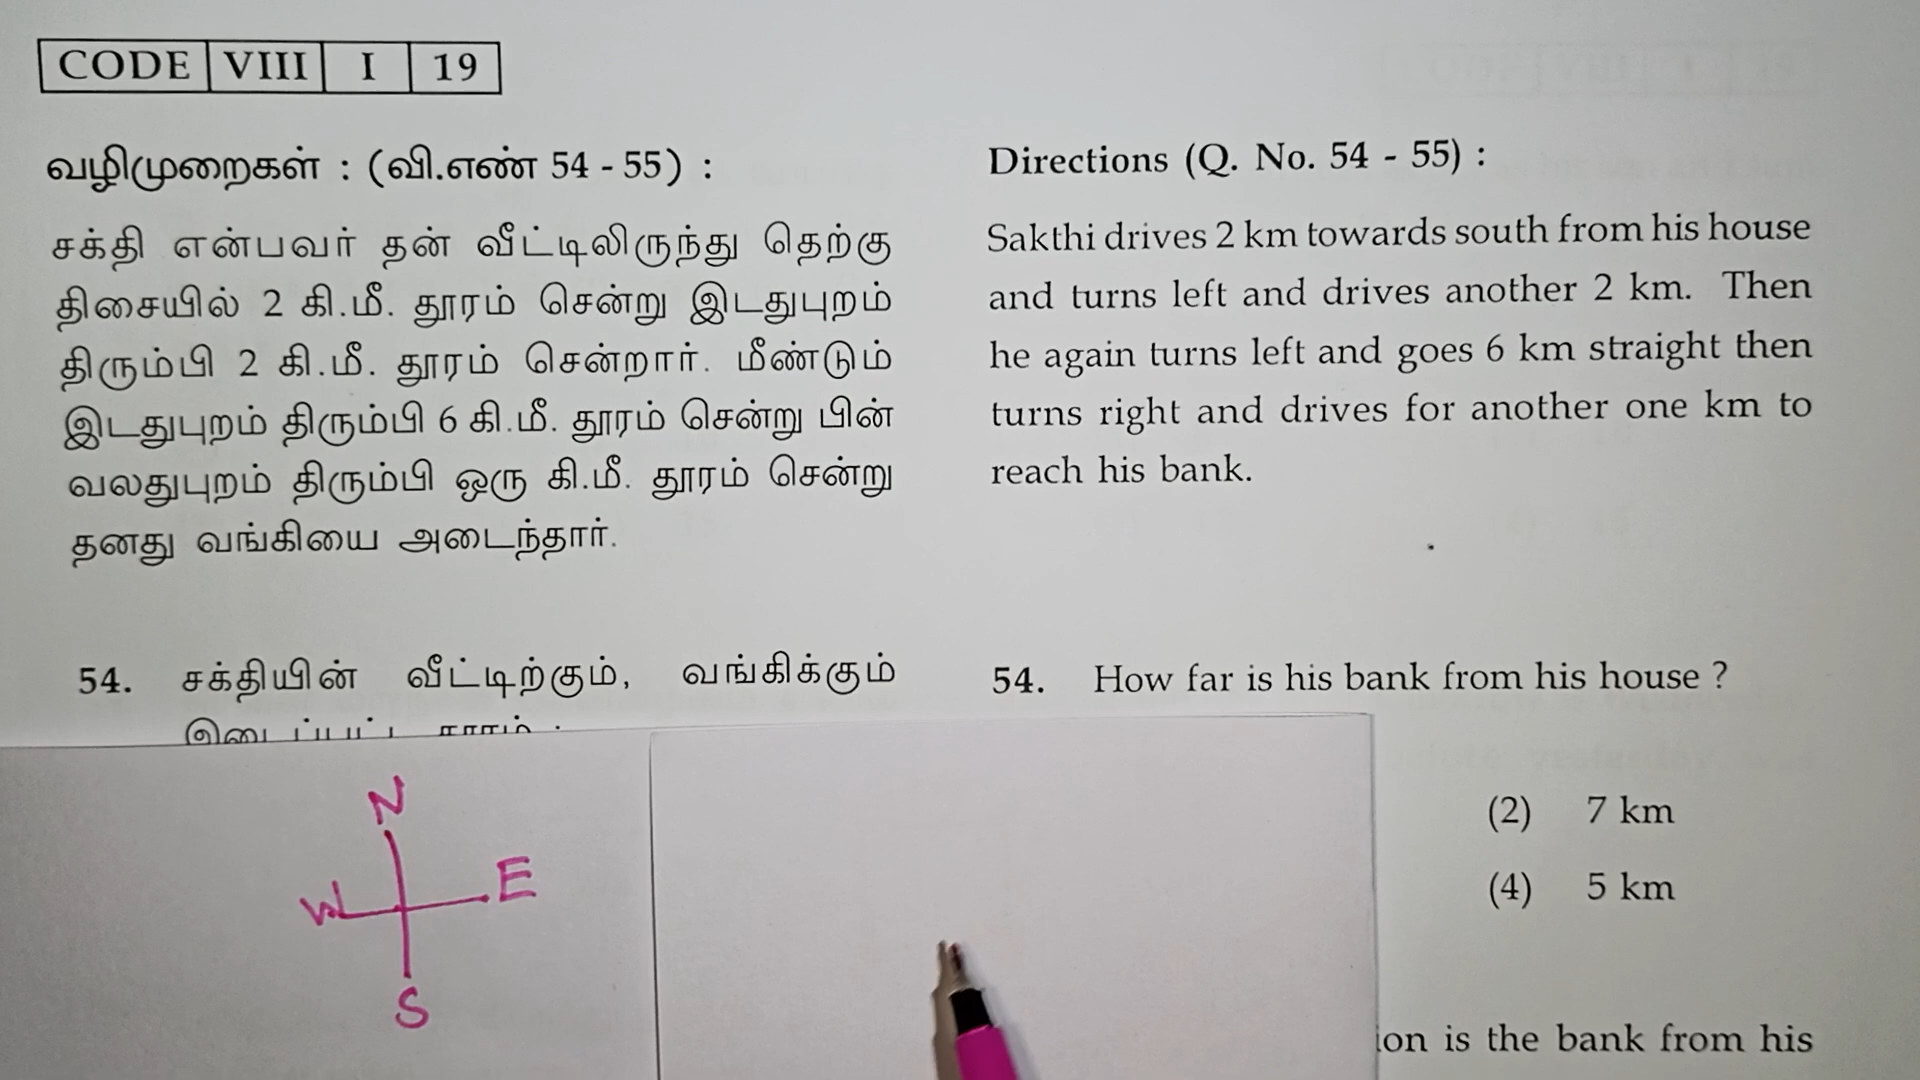 CODE VIII I 19
வழிமுறைகள் : (வி.எண் 54 - 55) :
சக்தி என்பவர் தன் வீட்டிலிருந்து தெற்கு
திசையில் 2 கி.மீ. தூரம் சென்று இடதுபுறம்
திரும்பி 2 கி.மீ. தூரம் சென்றார். மீண்டும்
இடதுபுறம் திரும்பி 6 கி.மீ. தூரம் சென்று பின்
வலதுபுறம் திரும்பி ஒரு கி.மீ. தூரம் சென்று
தனது வங்கியை அடைந்தார்.
54. சக்தியின் வீட்டிற்கும், வங்கிக்கும்
N
W E
S
Directions (Q. No. 54 - 55) :
Sakthi drives 2 km towards south from his house
and turns left and drives another 2 km. Then
he again turns left and goes 6 km straight then
turns right and drives for another one km to
reach his bank.
54. How far is his bank from his house ?
(2) 7 km
(4) 5 km
is the bank from his